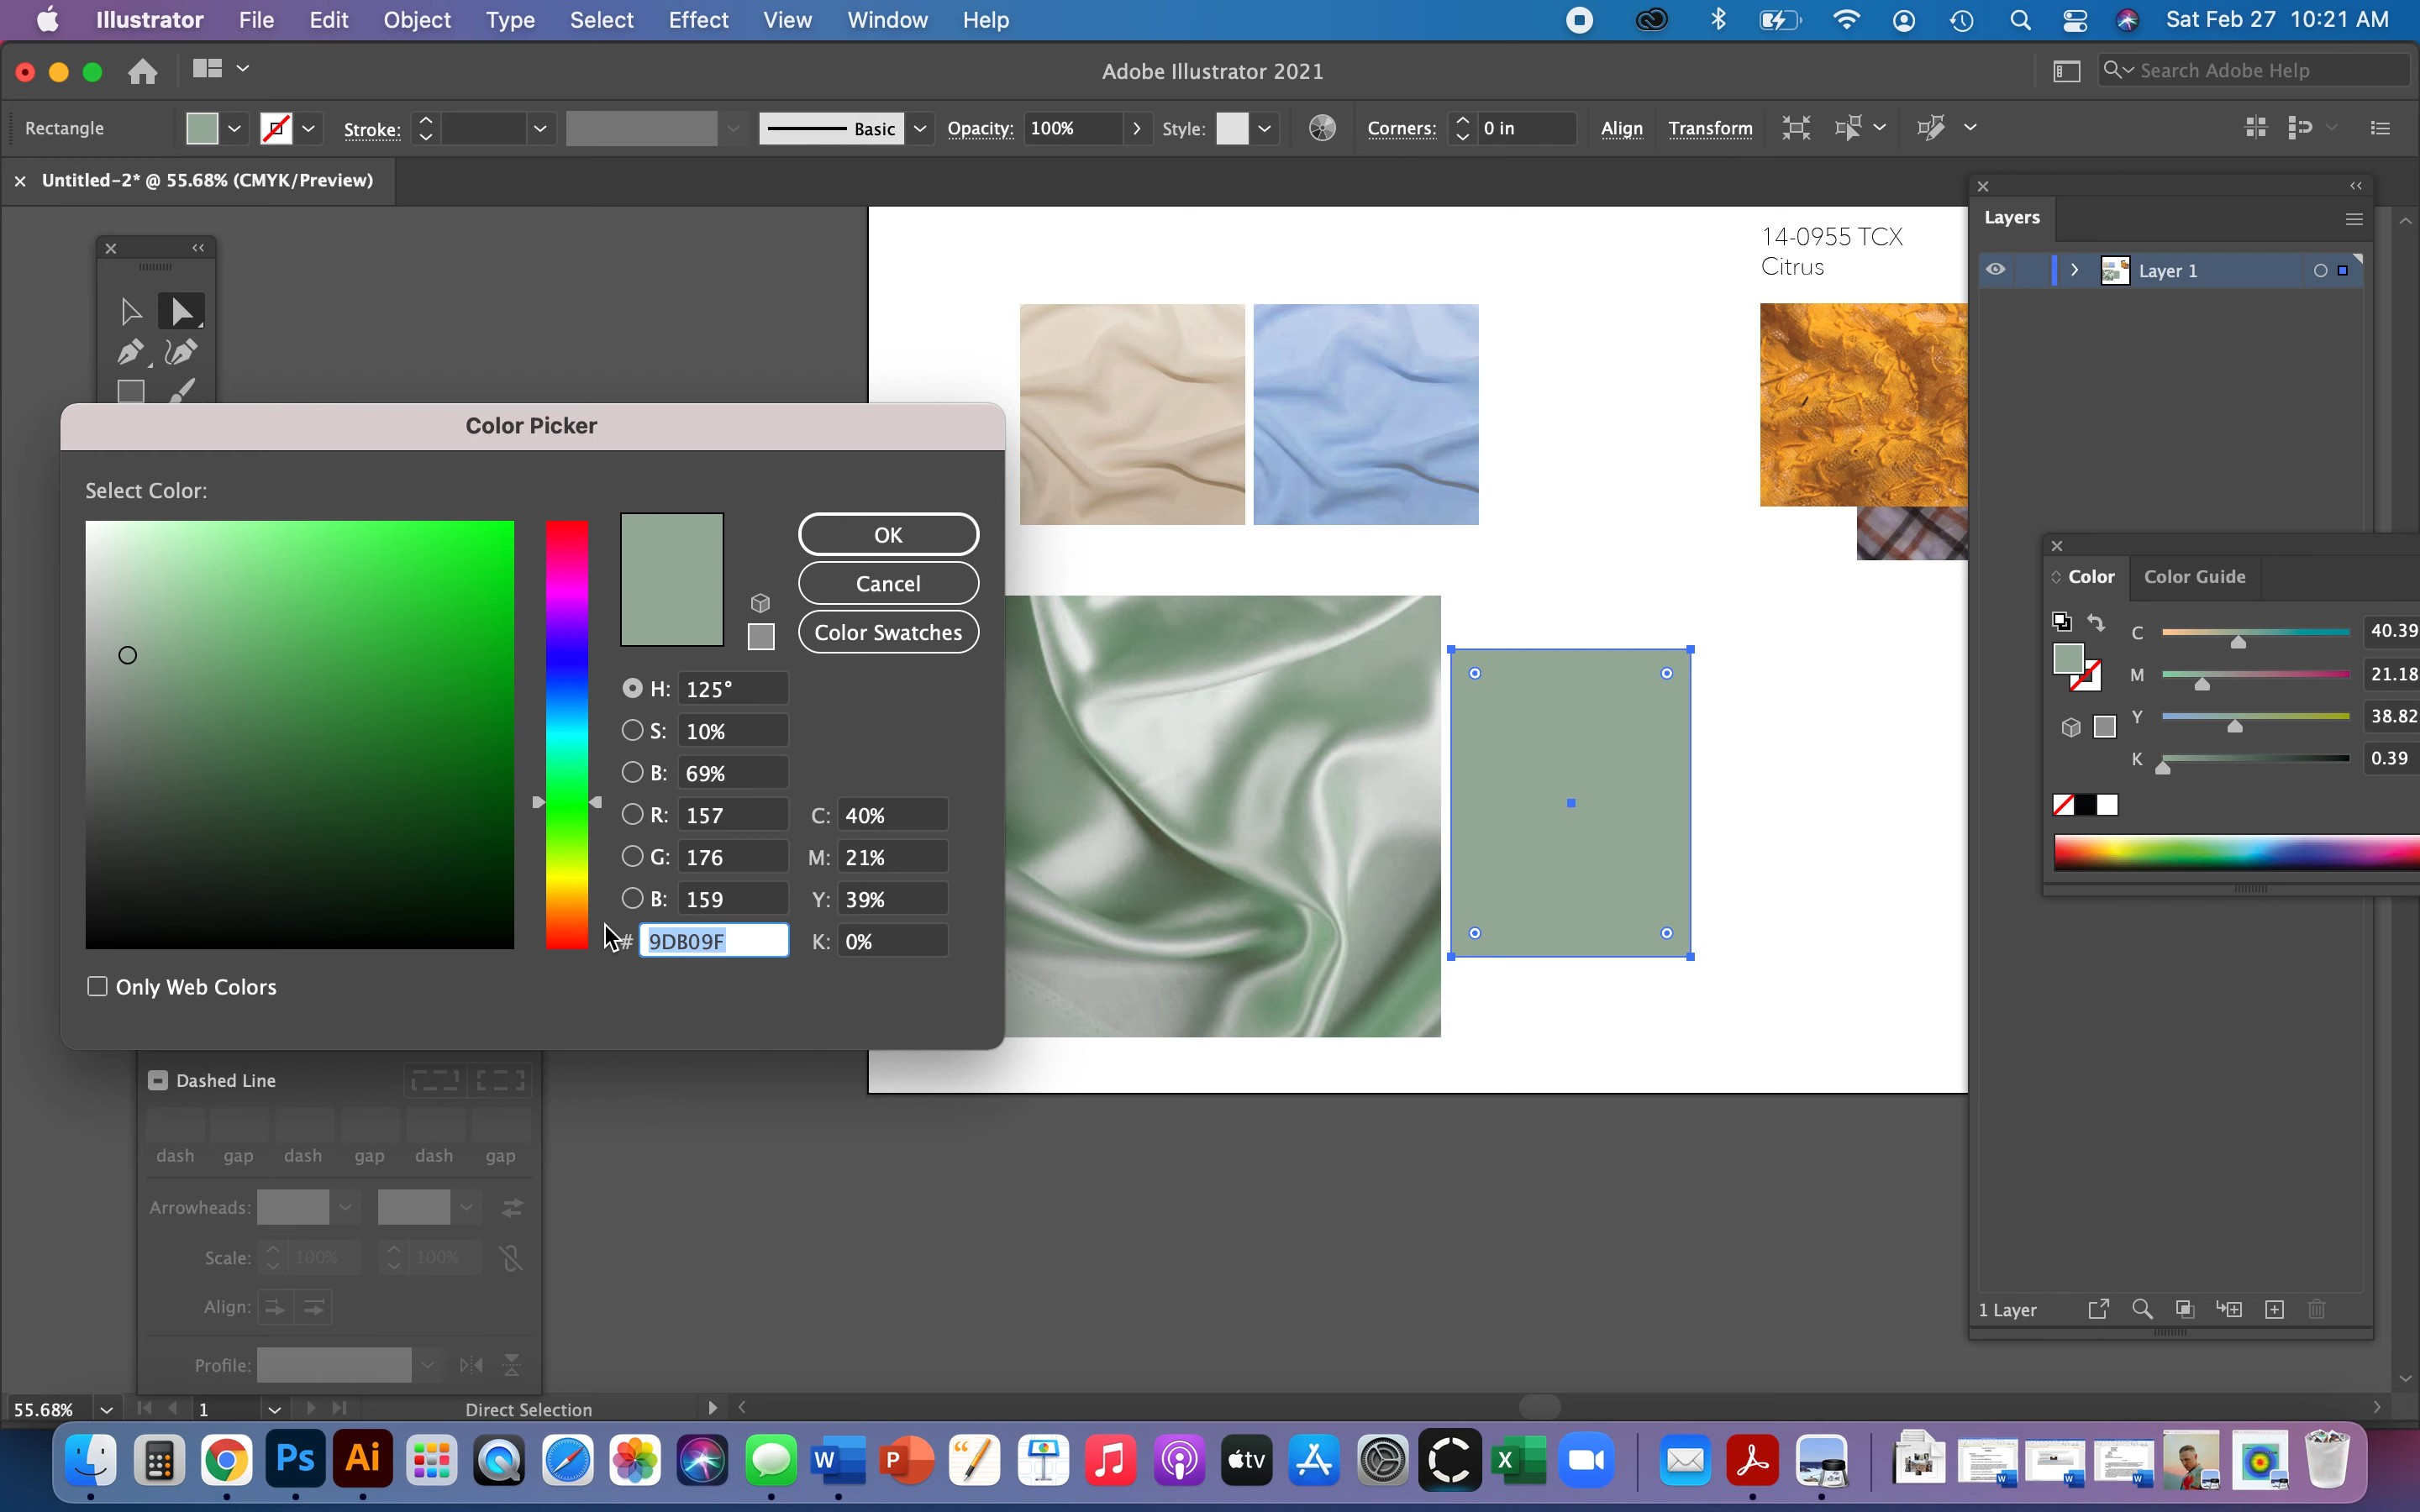 Illustrator File Edit Object Type Select Effect View Window Help Sat Feb 27 10:21 AM
Adobe Illustrator 2021 Search Adobe Help
Rectangle Stroke: Basic Opacity: 100% Style: Corners: 0 in Align Transform
Untitled-2* @ 55.68% (CMYK/Preview)
14-0955 TCX
Citrus
Layers
Layer 1
Color Picker
Select Color:
OK
Cancel
Color Swatches
H: 125°
S: 10%
B: 69%
R: 157 C: 40%
G: 176 M: 21%
B: 159 Y: 39%
# 9DB09F K: 0%
Only Web Colors
Color Color Guide
C 40.39
M 21.18
Y 38.82
K 0.39
Dashed Line
dash gap dash gap dash gap
Arrowheads:
Scale: 100% 100%
Align:
Profile:
1 Layer
55.68% 1 Direct Selection
Ps Ai W P tv X